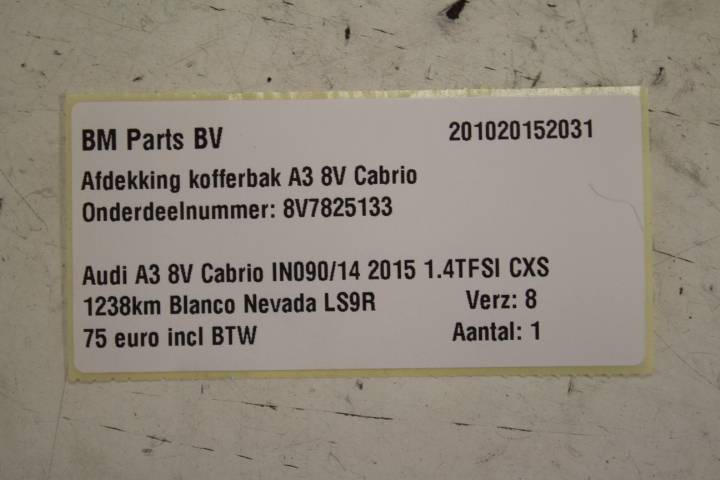 BM Parts BV 201020152031
Afdekking kofferbak A3 8V Cabrio
Onderdeelnummer: 8V7825133
Audi A3 8V Cabrio IN090/14 2015 1.4TFSI CXS
1238km Blanco Nevada LS9R Verz: 8
75 euro incl BTW Aantal: 1